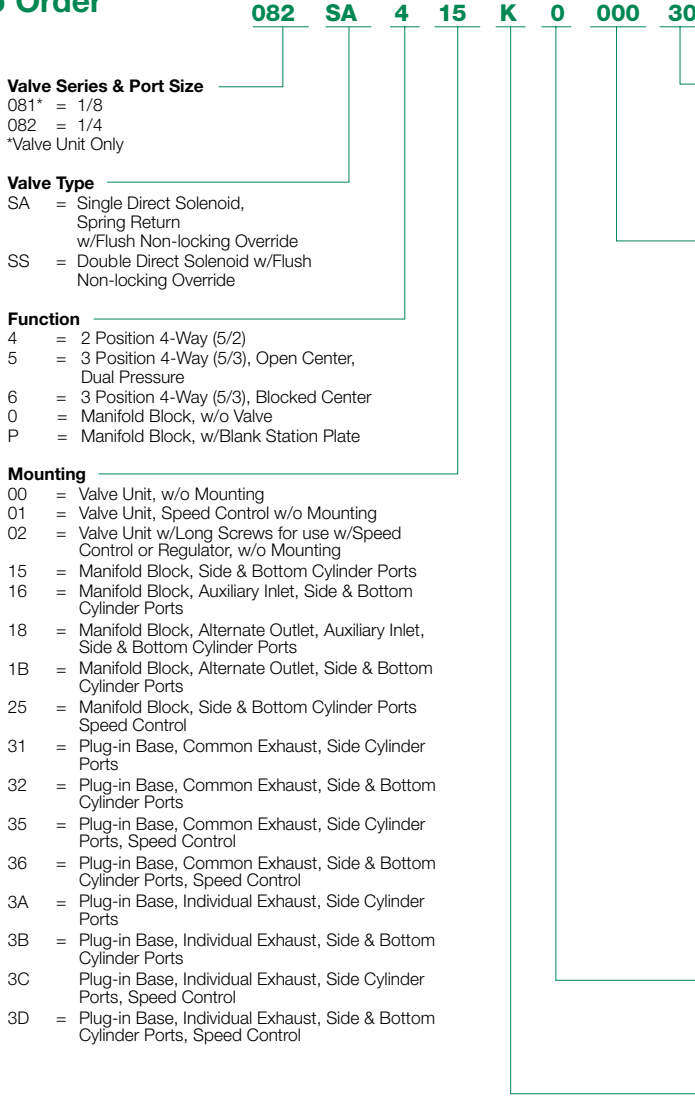 Order
082 SA 4 15 K 0 000 30
Valve Series & Port Size
081* = 1/8
082 = 1/4
*Valve Unit Only
Valve Type
SA = Single Direct Solenoid,
Spring Return
w/Flush Non-locking Override
SS = Double Direct Solenoid w/Flush
Non-locking Override
Function
4 = 2 Position 4-Way (5/2)
5 = 3 Position 4-Way (5/3), Open Center,
Dual Pressure
6 = 3 Position 4-Way (5/3), Blocked Center
0 = Manifold Block, w/o Valve
P = Manifold Block, w/Blank Station Plate
Mounting
00 = Valve Unit, w/o Mounting
01 = Valve Unit, Speed Control w/o Mounting
02 = Valve Unit w/Long Screws for use w/Speed
Control or Regulator, w/o Mounting
15 = Manifold Block, Side & Bottom Cylinder Ports
16 = Manifold Block, Auxiliary Inlet, Side & Bottom
Cylinder Ports
18 = Manifold Block, Alternate Outlet, Auxiliary Inlet,
Side & Bottom Cylinder Ports
1B = Manifold Block, Alternate Outlet, Side & Bottom
Cylinder Ports
25 = Manifold Block, Side & Bottom Cylinder Ports
Speed Control
31 = Plug-in Base, Common Exhaust, Side Cylinder
Ports
32 = Plug-in Base, Common Exhaust, Side & Bottom
Cylinder Ports
35 = Plug-in Base, Common Exhaust, Side Cylinder
Ports, Speed Control
36 = Plug-in Base, Common Exhaust, Side & Bottom
Cylinder Ports, Speed Control
3A = Plug-in Base, Individual Exhaust, Side Cylinder
Ports
3B = Plug-in Base, Individual Exhaust, Side & Bottom
Cylinder Ports
3C Plug-in Base, Individual Exhaust, Side Cylinder
Ports, Speed Control
3D = Plug-in Base, Individual Exhaust, Side & Bottom
Cylinder Ports, Speed Control